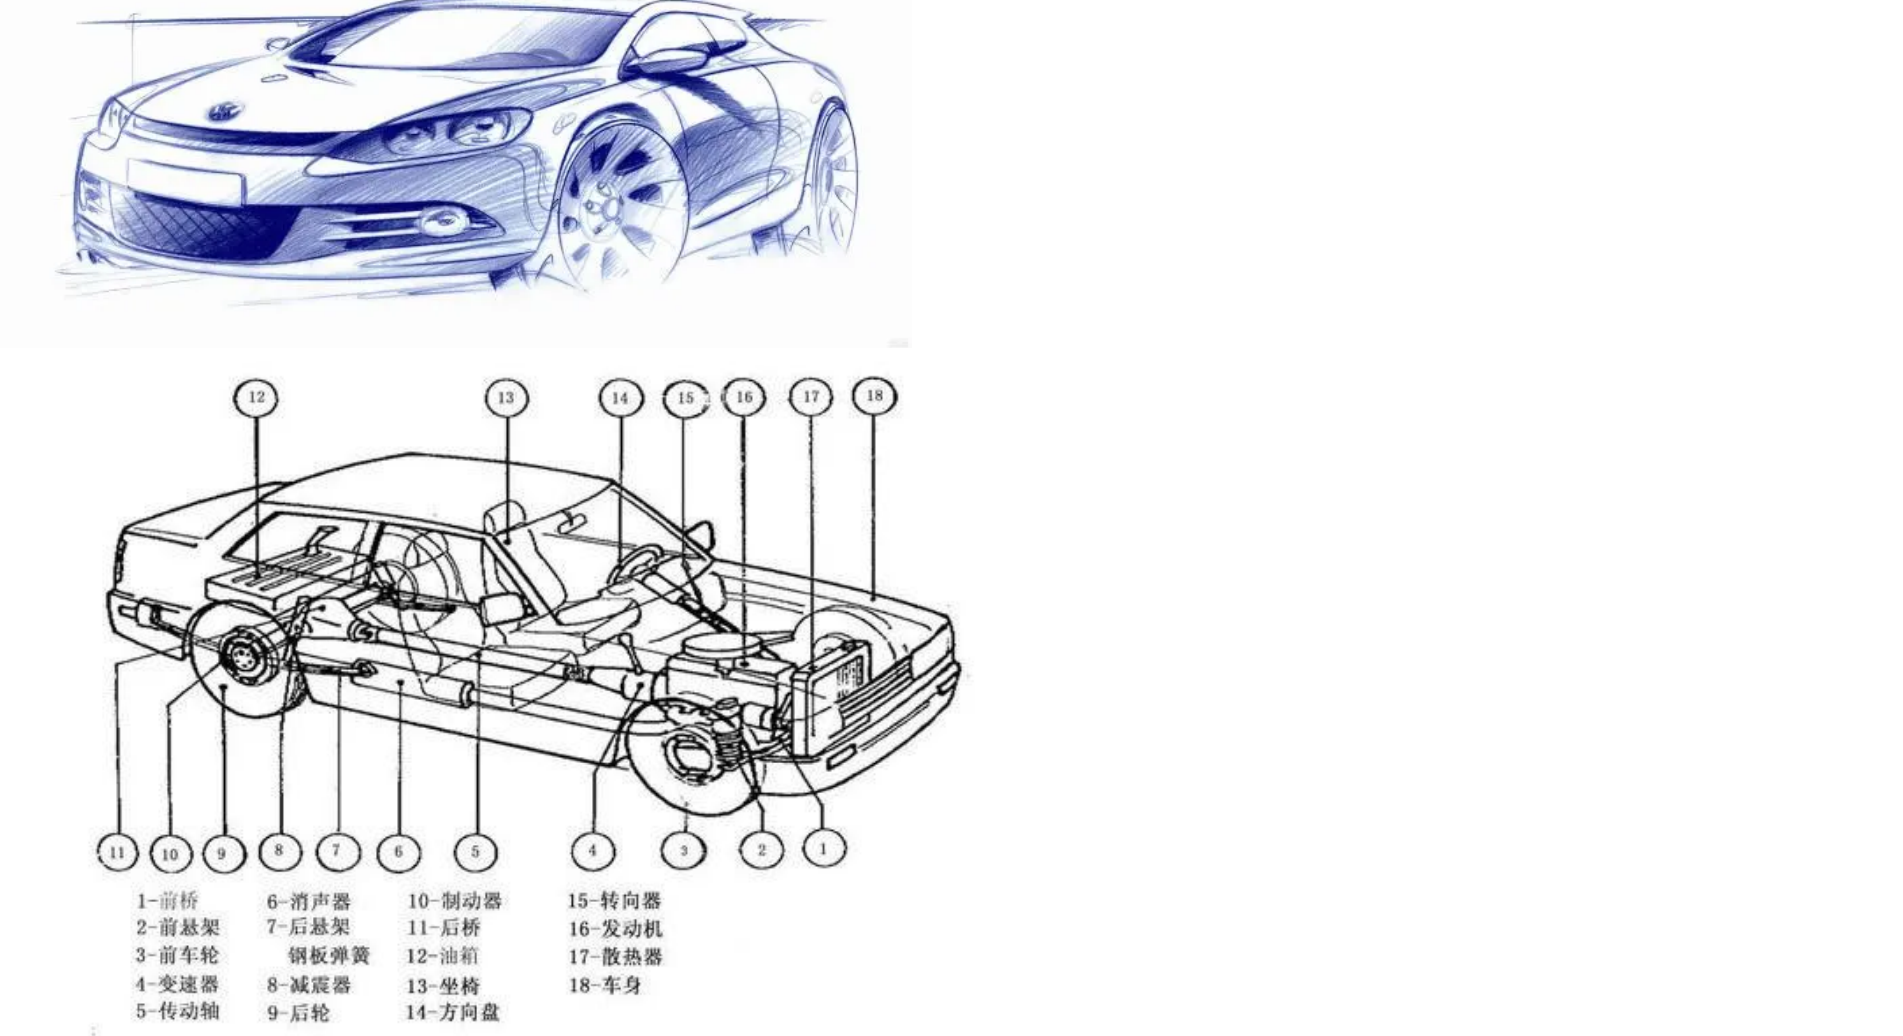 12 13 14 15 16 17 18
11 10 9 8 7 6 5 4 3 2 1
1-前桥
2-前悬架
3-前车轮
4-变速器
5-传动轴
6-消声器
7-后悬架
钢板弹簧
8-减震器
9-后轮
10-制动器
11-后桥
12-油箱
13-坐椅
14-方向盘
15-转向器
16-发动机
17-散热器
18-车身